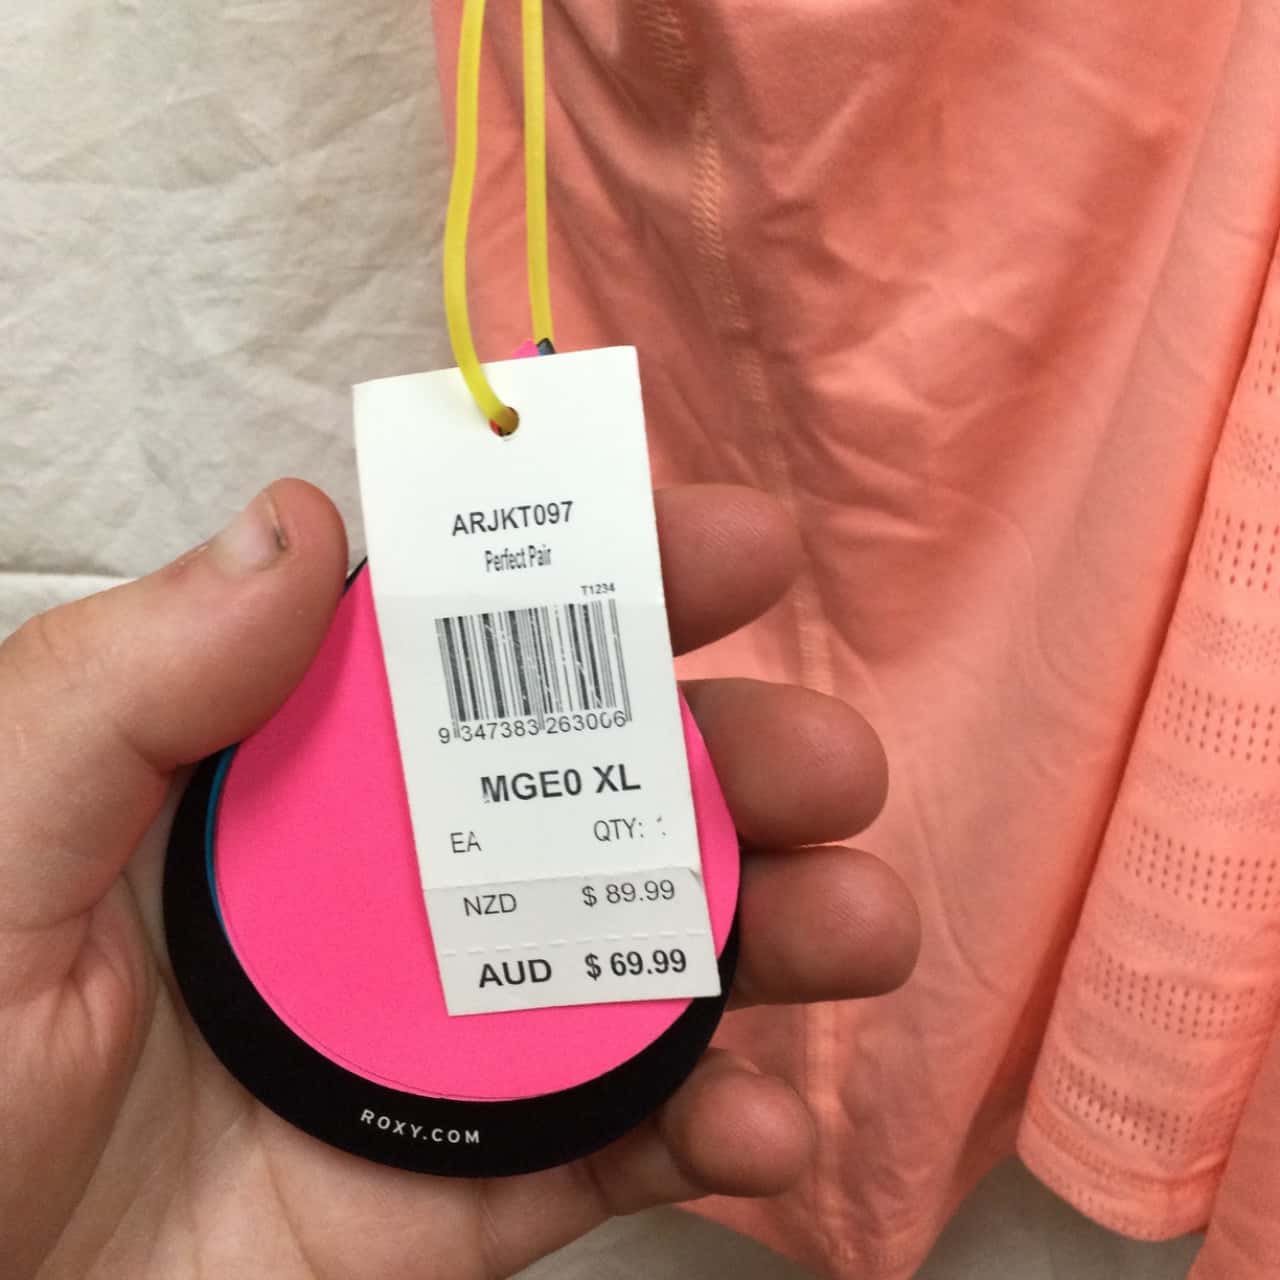 ARJKT097
Perfect Pair
T1234
9 347383 263006
MGE0 XL
EA QTY:
NZD $ 89.99
AUD $ 69.99
ROXY.COM